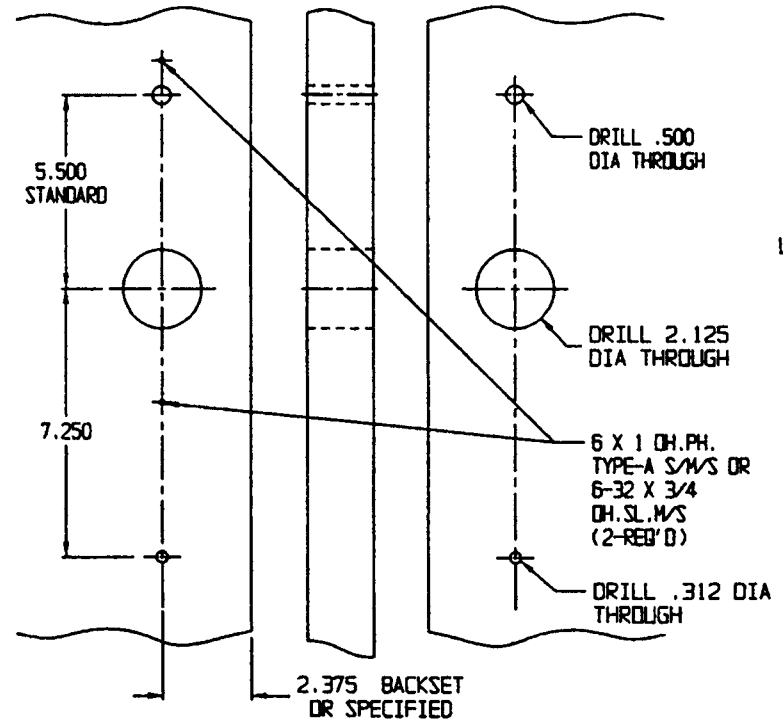 5.500
STANDARD
DRILL .500
DIA THROUGH
DRILL 2.125
DIA THROUGH
7.250
6 X 1 OH.PH.
TYPE-A S/M/S OR
6-32 X 3/4
OH.SL.M/S
(2-REQ'D)
DRILL .312 DIA
THROUGH
2.375 BACKSET
OR SPECIFIED